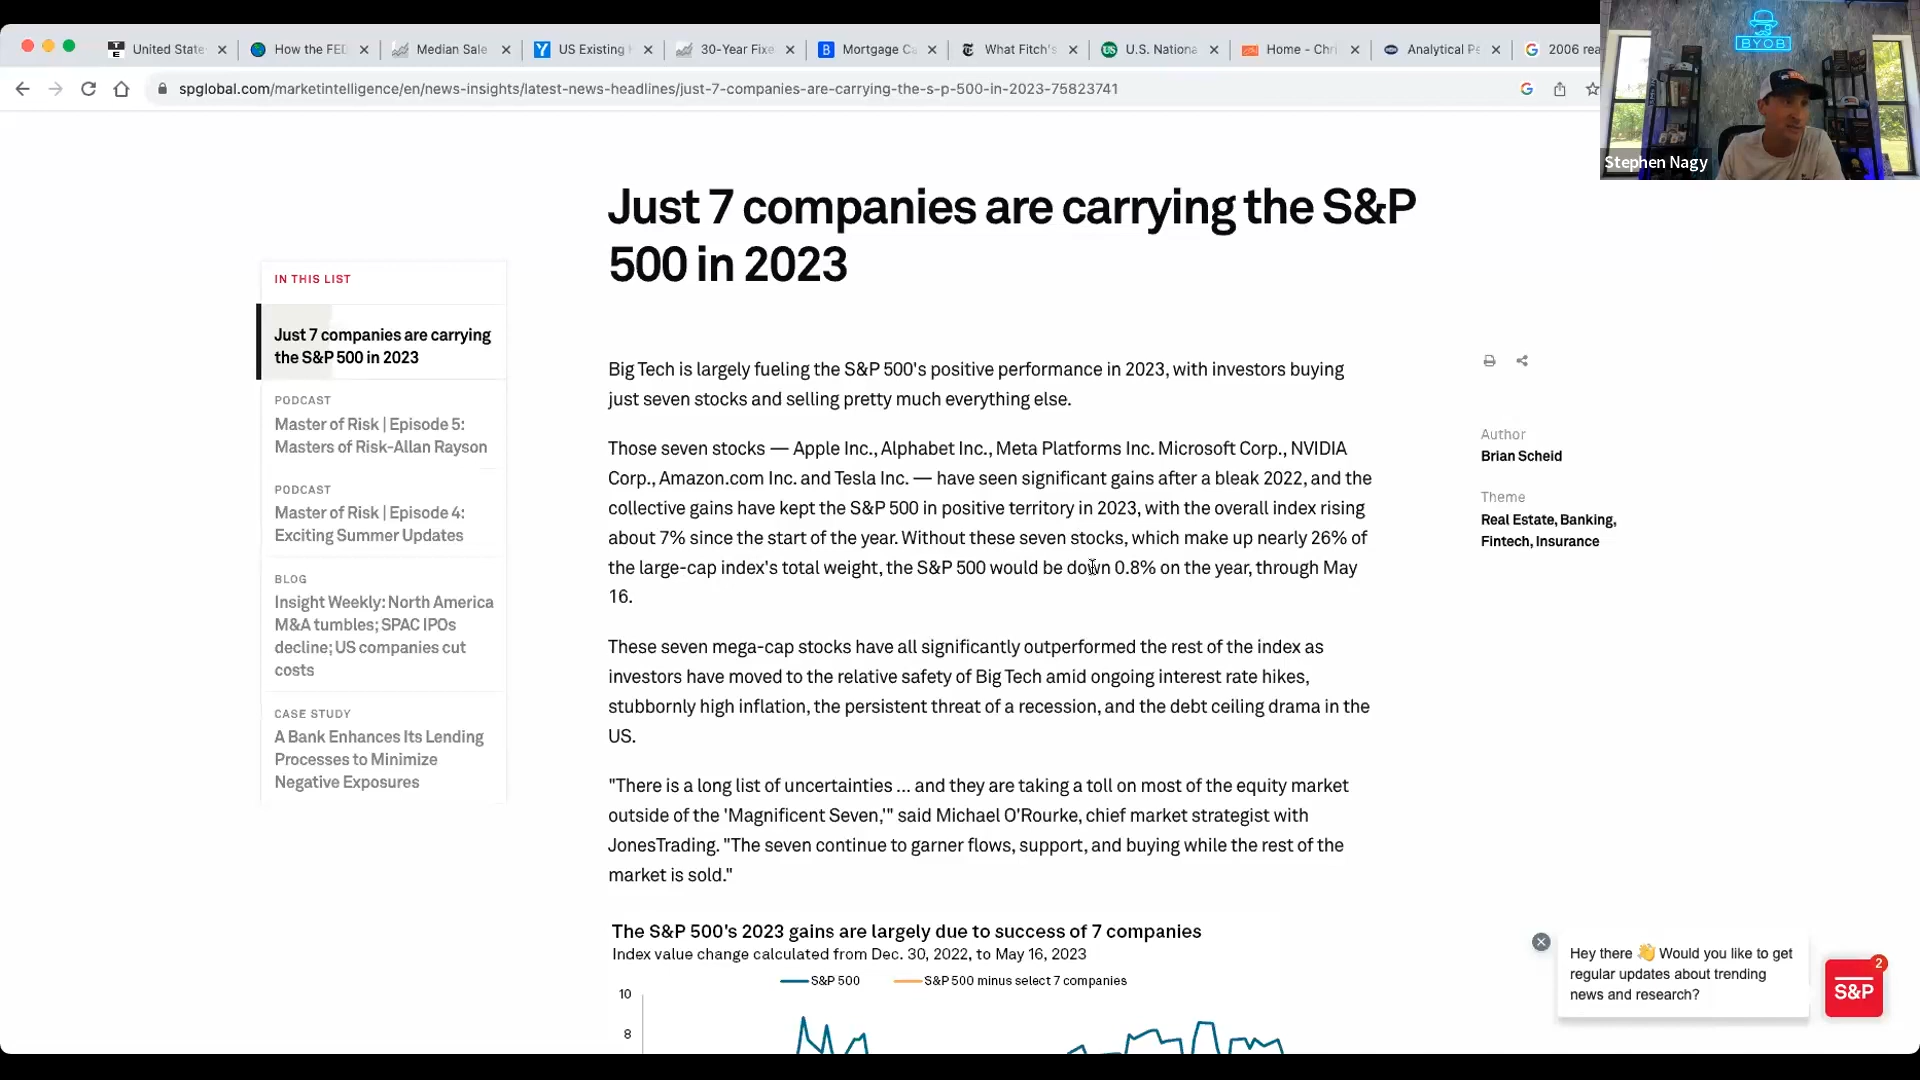 United State
How the FED
Median Sale
US Existing H
30-Year Fixe
Mortgage Ca
What Fitch's
U.S. Nationa
Home - Chri
Analytical Pe
2006 rea
spglobal.com/marketintelligence/en/news-insights/latest-news-headlines/just-7-companies-are-carrying-the-s-p-500-in-2023-75823741
BYOB
Stephen Nagy
Just 7 companies are carrying the S&P
500 in 2023
IN THIS LIST
Just 7 companies are carrying
the S&P 500 in 2023
PODCAST
Master of Risk | Episode 5:
Masters of Risk-Allan Rayson
PODCAST
Master of Risk | Episode 4:
Exciting Summer Updates
BLOG
Insight Weekly: North America
M&A tumbles; SPAC IPOs
decline; US companies cut
costs
CASE STUDY
A Bank Enhances Its Lending
Processes to Minimize
Negative Exposures
Big Tech is largely fueling the S&P 500's positive performance in 2023, with investors buying
just seven stocks and selling pretty much everything else.
Those seven stocks — Apple Inc., Alphabet Inc., Meta Platforms Inc. Microsoft Corp., NVIDIA
Corp., Amazon.com Inc. and Tesla Inc. — have seen significant gains after a bleak 2022, and the
collective gains have kept the S&P 500 in positive territory in 2023, with the overall index rising
about 7% since the start of the year. Without these seven stocks, which make up nearly 26% of
the large-cap index's total weight, the S&P 500 would be down 0.8% on the year, through May
16.
These seven mega-cap stocks have all significantly outperformed the rest of the index as
investors have moved to the relative safety of Big Tech amid ongoing interest rate hikes,
stubbornly high inflation, the persistent threat of a recession, and the debt ceiling drama in the
US.
"There is a long list of uncertainties ... and they are taking a toll on most of the equity market
outside of the 'Magnificent Seven,'" said Michael O'Rourke, chief market strategist with
JonesTrading. "The seven continue to garner flows, support, and buying while the rest of the
market is sold."
The S&P 500's 2023 gains are largely due to success of 7 companies
Index value change calculated from Dec. 30, 2022, to May 16, 2023
S&P 500
S&P 500 minus select 7 companies
10
8
Author
Brian Scheid
Theme
Real Estate, Banking,
Fintech, Insurance
Hey there 👋 Would you like to get
regular updates about trending
news and research?
2
S&P